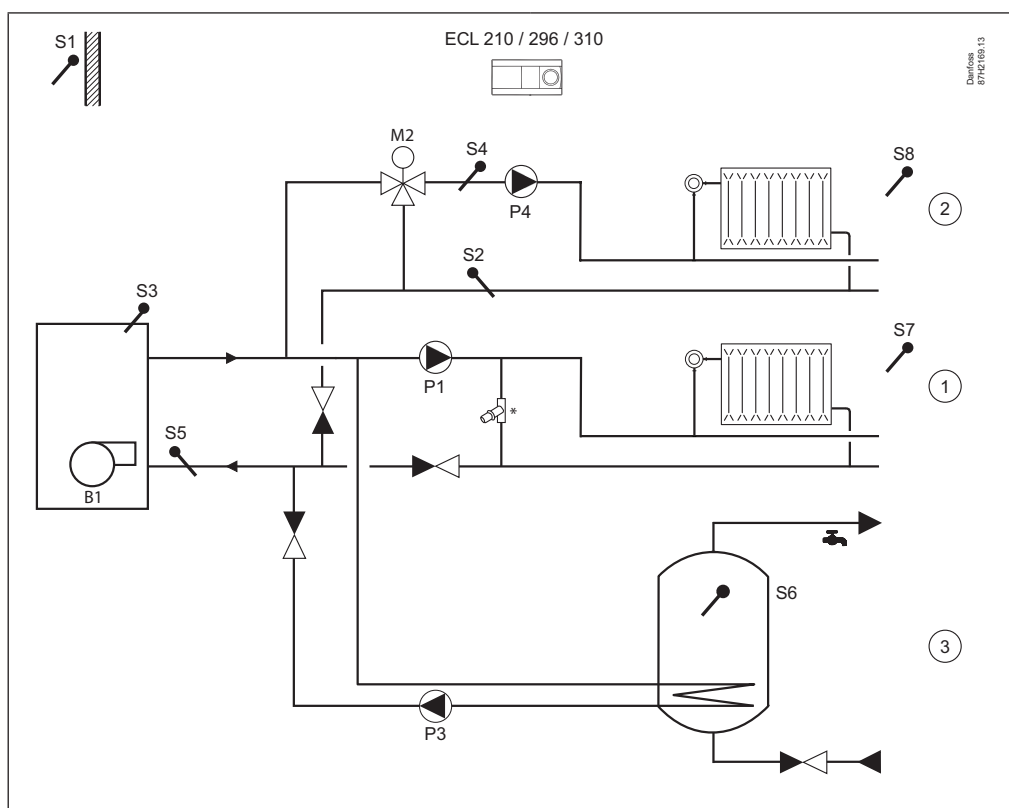 S1
ECL 210 / 296 / 310
Danfoss
87H2169.13
M2
S4
P4
S8
2
S2
S3
S7
P1
*
1
S5
B1
S6
3
P3